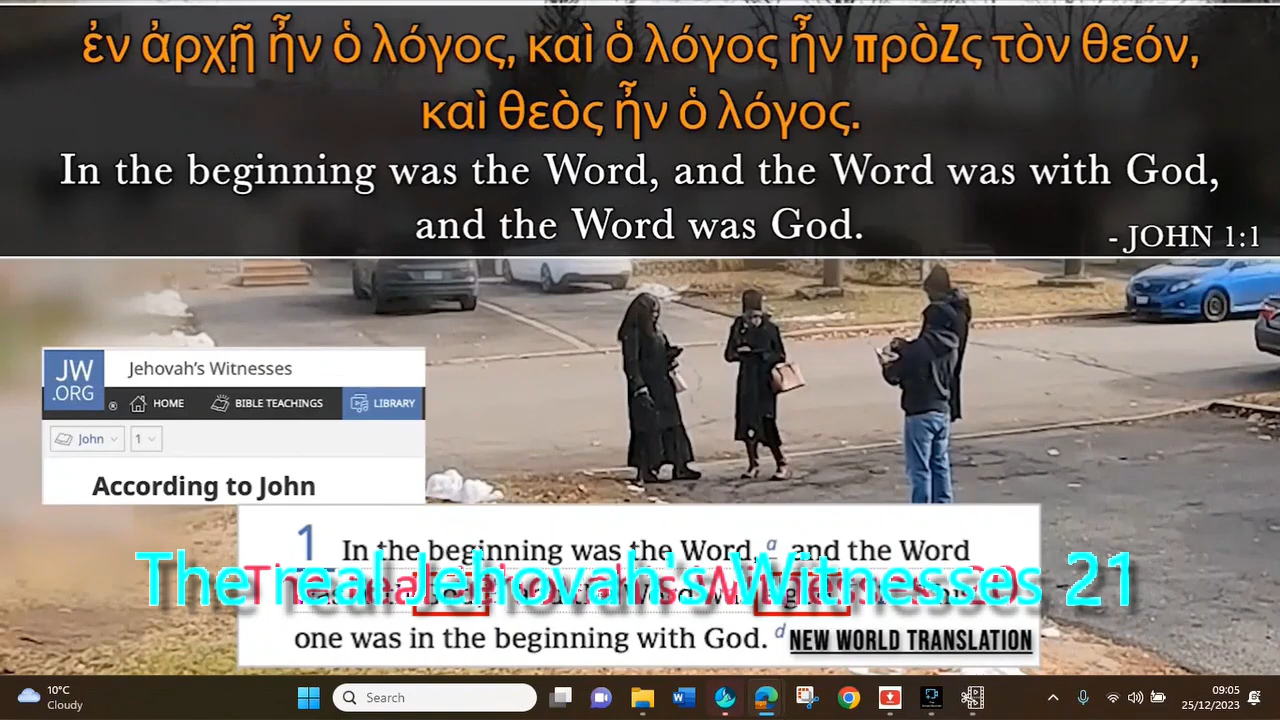 ἐν ἀρχῇ ἦν ὁ λόγος, καὶ ὁ λόγος ἦν πρὸΖς τὸν θεόν,
καὶ θεὸς ἦν ὁ λόγος.
In the beginning was the Word, and the Word was with God,
and the Word was God.
- JOHN 1:1
JW
.ORG
®
Jehovah's Witnesses
HOME
BIBLE TEACHINGS
LIBRARY
John
1
According to John
1 In the beginning was the Word, a and the Word
The real Jehovah's Witnesses 21
one was in the beginning with God. d
NEW WORLD TRANSLATION
10°C
Cloudy
Search
09:05
25/12/2023